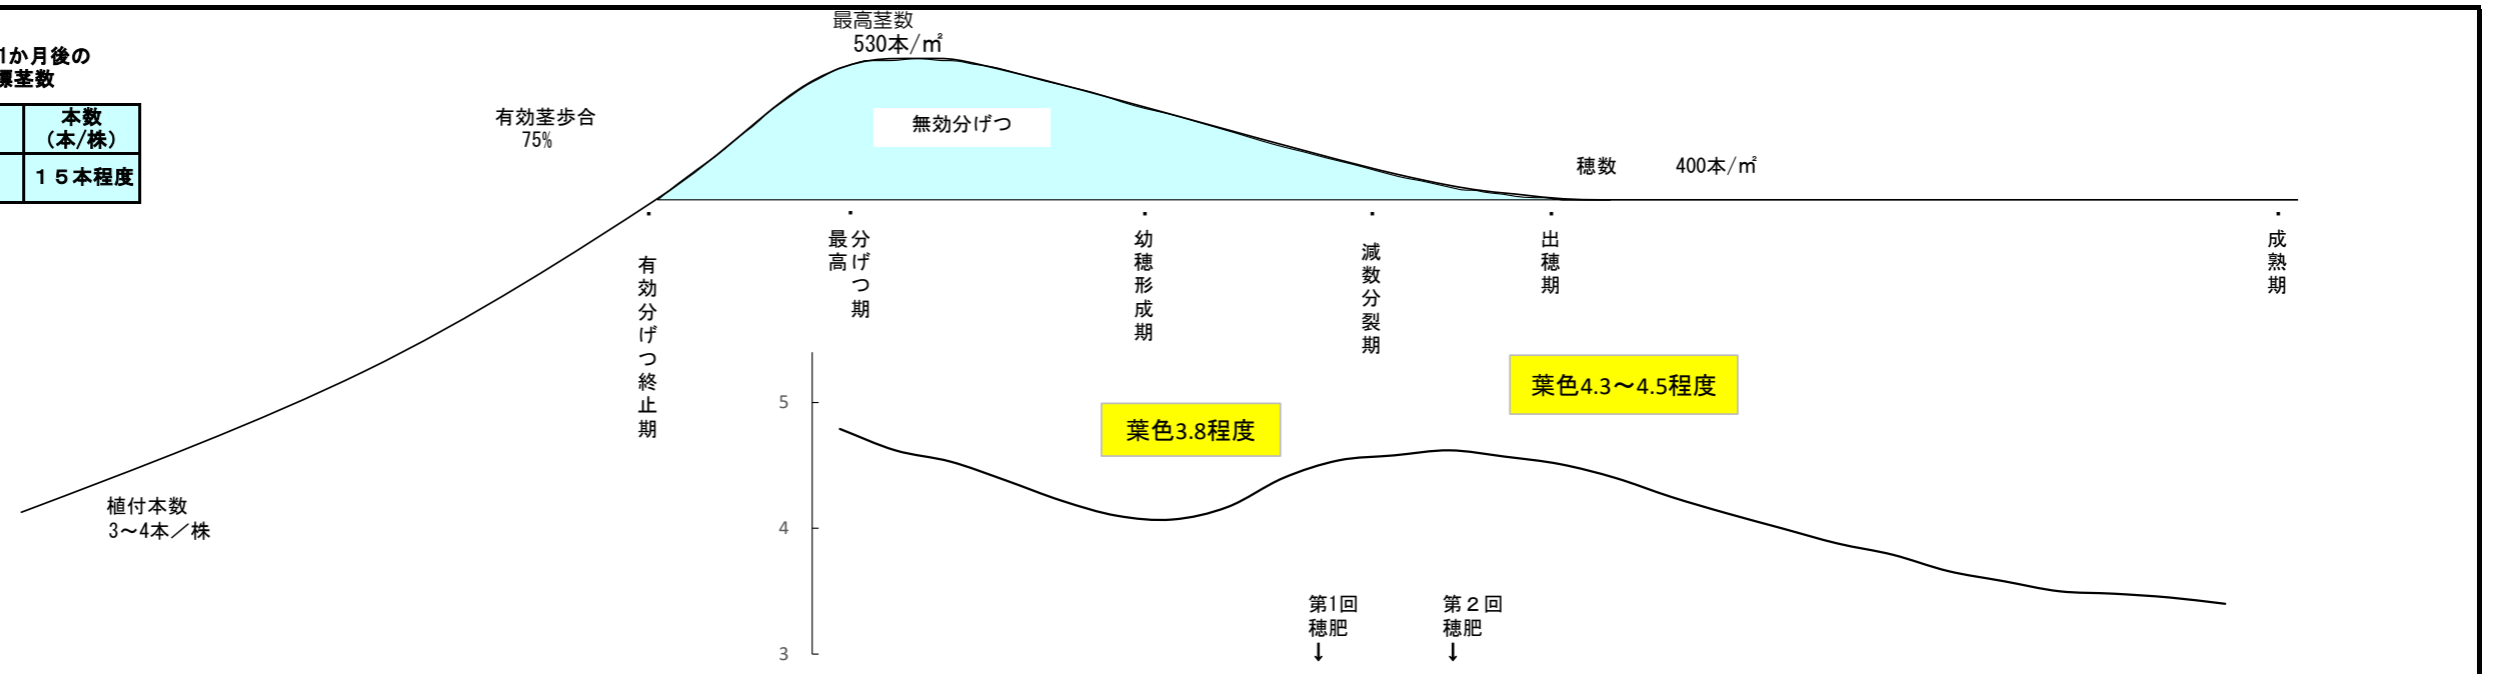 最高茎数
530本/㎡
1か月後の
標茎数
本数
（本/株）
１５本程度
有効茎歩合
75%
無効分げつ
穂数　400本/㎡
有効分げつ終止期
最高
分げつ期
幼穂形成期
減数分裂期
出穂期
成熟期
葉色3.8程度
葉色4.3～4.5程度
5
4
3
植付本数
3～4本／株
第1回
穂肥
↓
第２回
穂肥
↓